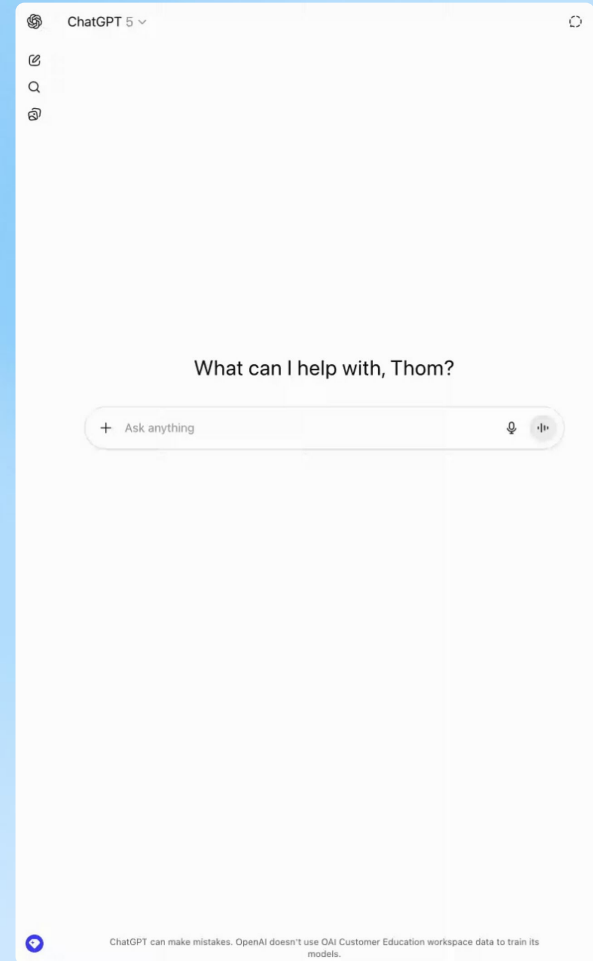 ChatGPT 5
What can I help with, Thom?
Ask anything
ChatGPT can make mistakes. OpenAI doesn't use OAI Customer Education workspace data to train its
models.